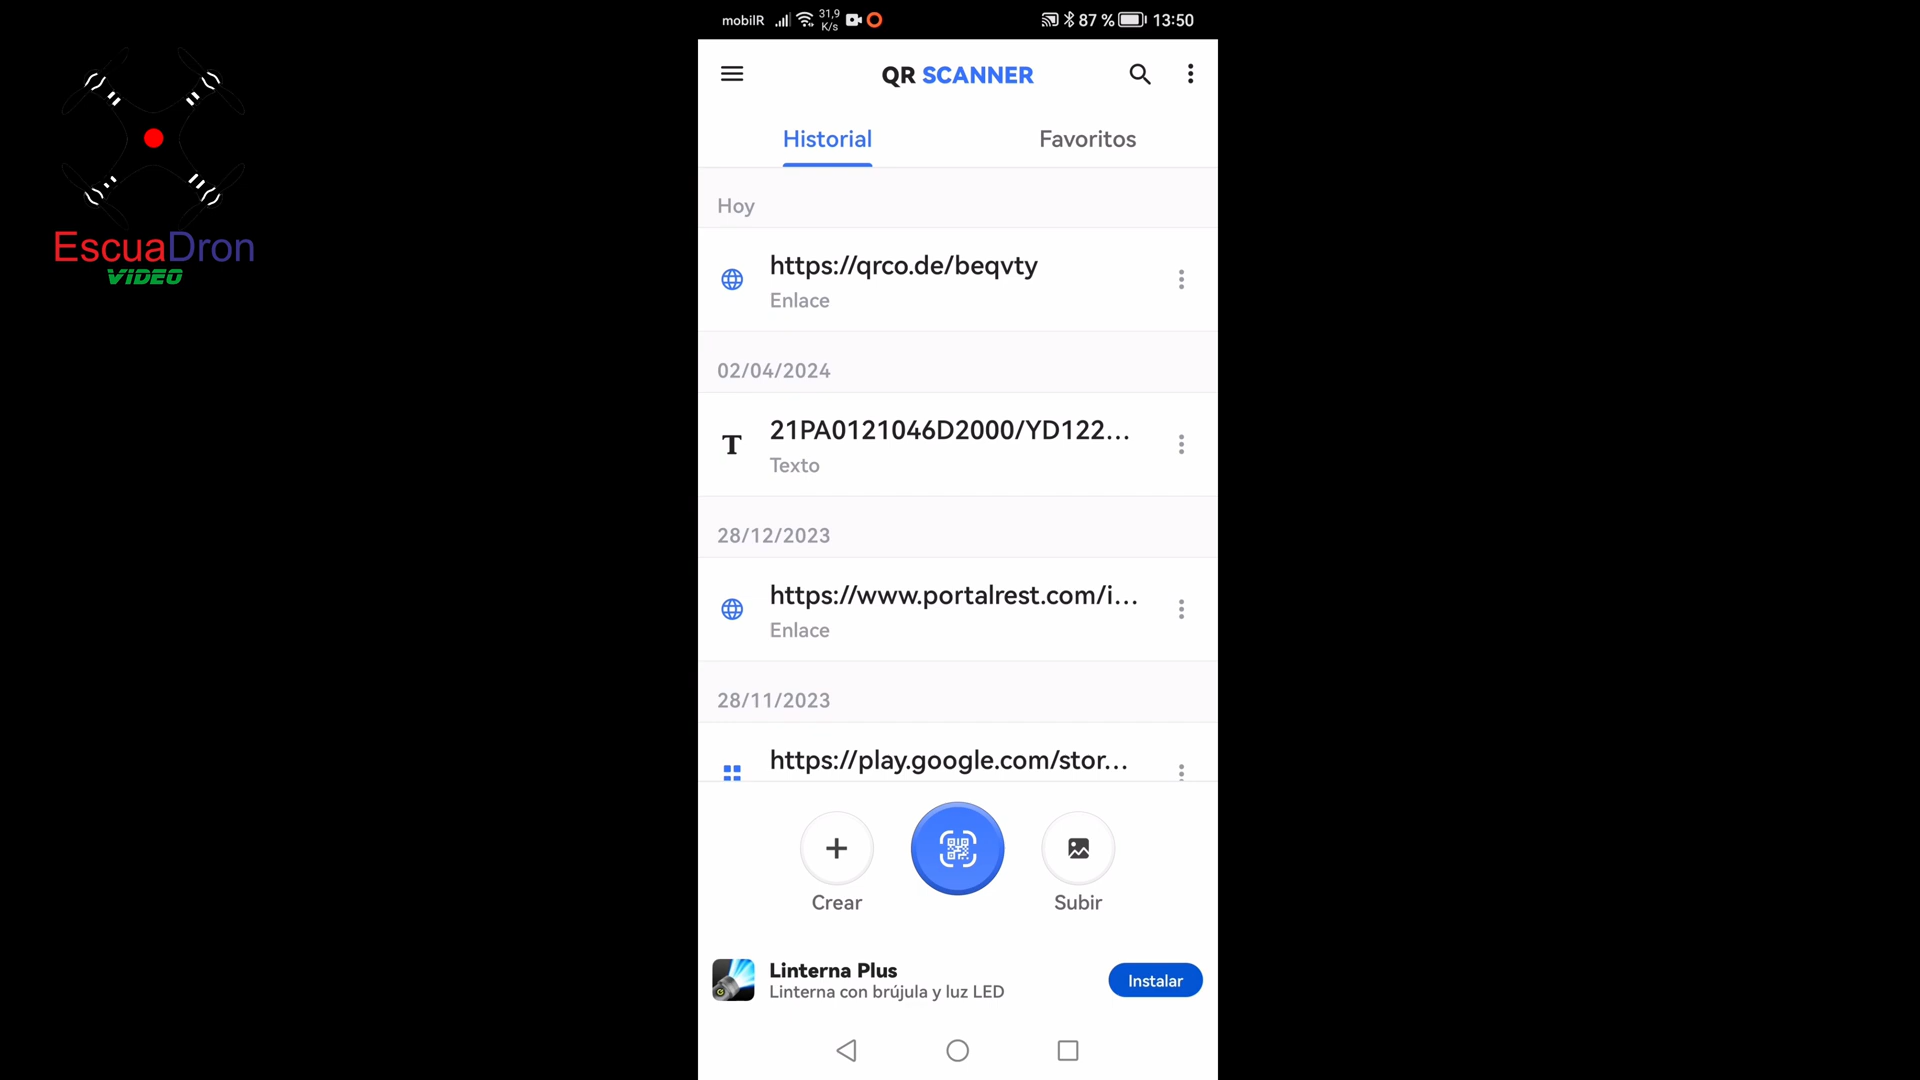 mobilR 31,9 K/s 87 % 13:50
QR SCANNER
Historial Favoritos
Hoy
https://qrco.de/beqvty
Enlace
02/04/2024
T 21PA0121046D2000/YD122...
Texto
28/12/2023
https://www.portalrest.com/i...
Enlace
28/11/2023
https://play.google.com/stor...
Crear Subir
Linterna Plus
Linterna con brújula y luz LED
Instalar
EscuaDron
VIDEO